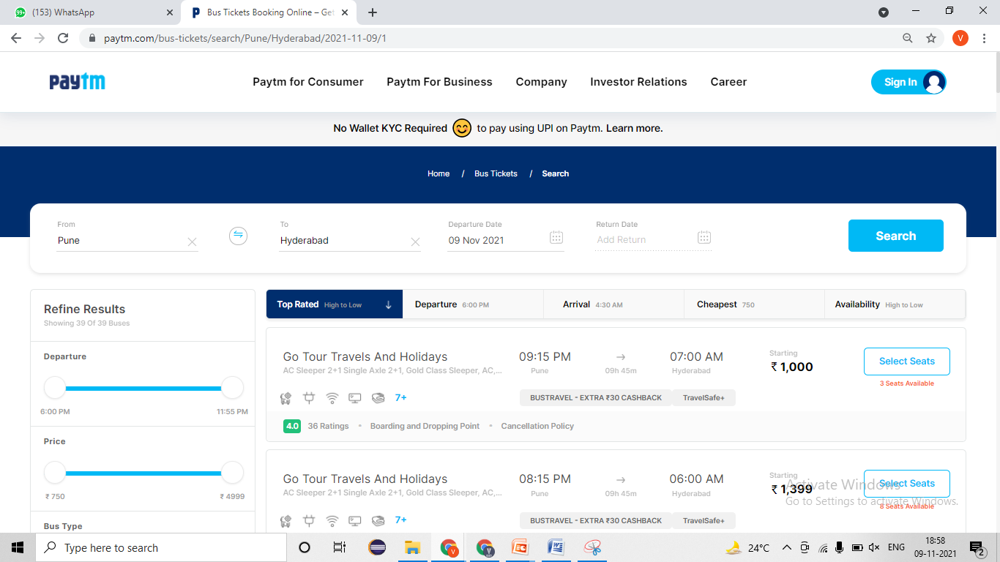 (153) WhatsApp
Bus Tickets Booking Online – Get
paytm.com/bus-tickets/search/Pune/Hyderabad/2021-11-09/1
V
paytm
Paytm for Consumer Paytm For Business Company Investor Relations Career
Sign In
No Wallet KYC Required to pay using UPI on Paytm. Learn more.
Home / Bus Tickets / Search
From To Departure Date Return Date
Pune Hyderabad 09 Nov 2021 Add Return
Search
Refine Results
Showing 39 Of 39 Buses
Departure
6:00 PM 11:55 PM
Price
₹ 750 ₹ 4999
Bus Type
Top Rated High to Low Departure 6:00 PM Arrival 4:30 AM Cheapest 750 Availability High to Low
Go Tour Travels And Holidays 09:15 PM → 07:00 AM Starting ₹ 1,000 Select Seats
AC Sleeper 2+1 Single Axle 2+1, Gold Class Sleeper, AC,... Pune 09h 45m Hyderabad
3 Seats Available
7+ BUSTRAVEL - EXTRA ₹30 CASHBACK TravelSafe+
4.0 36 Ratings • Boarding and Dropping Point • Cancellation Policy
Go Tour Travels And Holidays 08:15 PM → 06:00 AM Starting ₹ 1,399 Select Seats
AC Sleeper 2+1 Single Axle 2+1, Gold Class Sleeper, AC,... Pune 09h 45m Hyderabad
8 Seats Available
7+ BUSTRAVEL - EXTRA ₹30 CASHBACK TravelSafe+
Activate Windows
Go to Settings to activate Windows.
Type here to search
24°C
ENG
18:58
09-11-2021
2